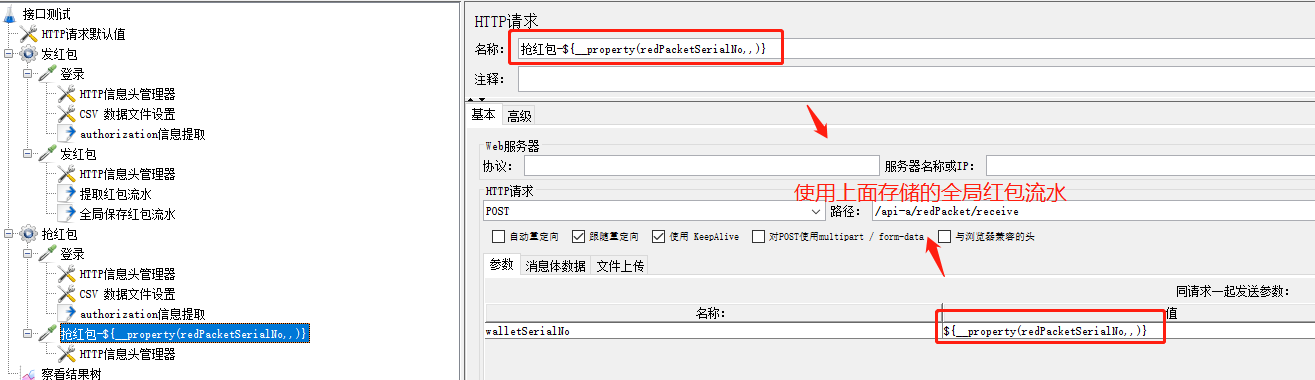 接口测试
HTTP请求默认值
发红包
登录
HTTP信息头管理器
CSV 数据文件设置
authorization信息提取
发红包
HTTP信息头管理器
提取红包流水
全局保存红包流水
抢红包
登录
HTTP信息头管理器
CSV 数据文件设置
authorization信息提取
抢红包-${__property(redPacketSerialNo,,)}
HTTP信息头管理器
察看结果树
HTTP请求
名称: 抢红包-${__property(redPacketSerialNo,,)}
注释:
基本 高级
Web服务器
协议: 服务器名称或IP:
使用上面存储的全局红包流水
HTTP请求
POST 路径: /api-a/redPacket/receive
自动重定向 跟随重定向 使用 KeepAlive 对POST使用multipart / form-data 与浏览器兼容的头
参数 消息体数据 文件上传
同请求一起发送参数:
名称: 值
walletSerialNo ${__property(redPacketSerialNo,,)}